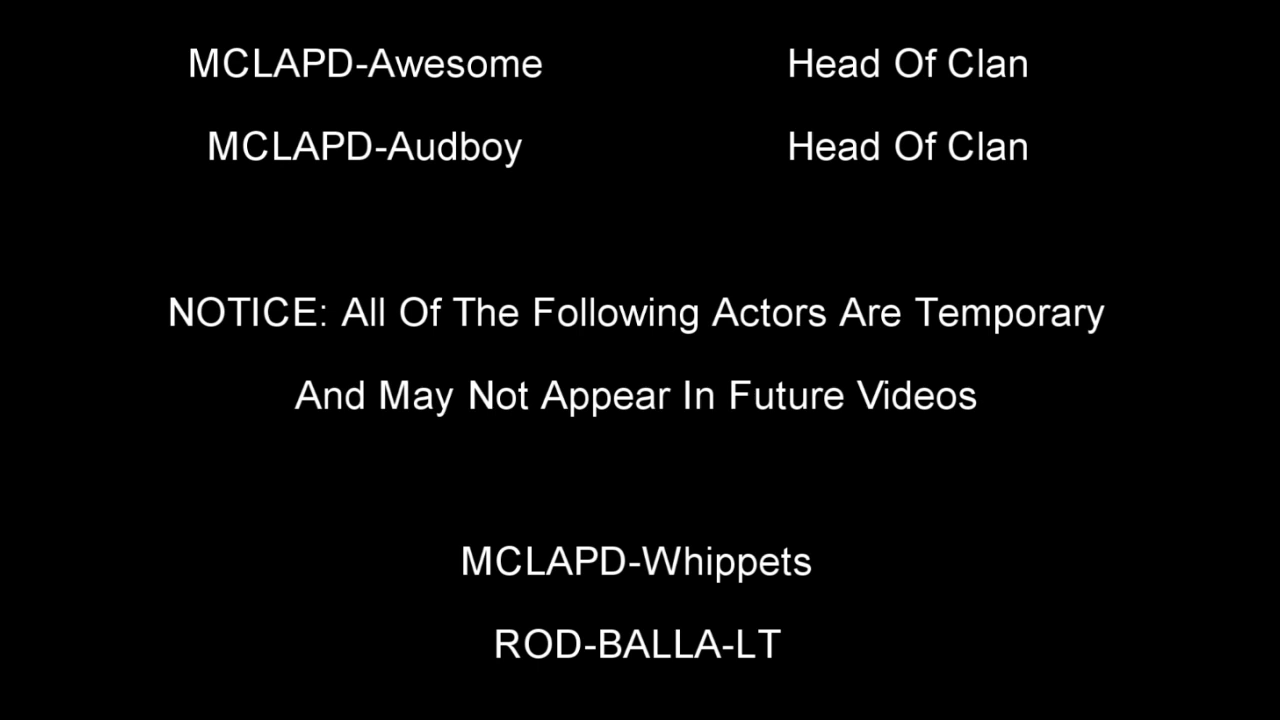 MCLAPD-Awesome Head Of Clan
MCLAPD-Audboy Head Of Clan
NOTICE: All Of The Following Actors Are Temporary
And May Not Appear In Future Videos
MCLAPD-Whippets
ROD-BALLA-LT